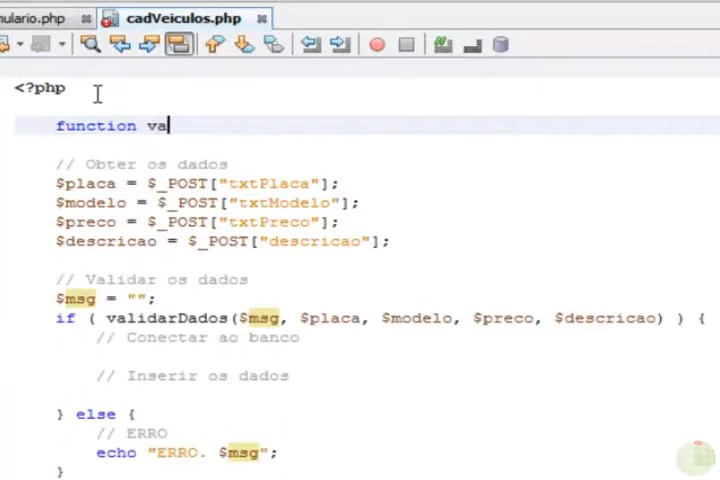 mulario.php cadVeiculos.php
<?php
function va
// Obter os dados
$placa = $_POST["txtPlaca"];
$modelo = $_POST["txtModelo"];
$preco = $_POST["txtPreco"];
$descricao = $_POST["descricao"];
// Validar os dados
$msg = "";
if ( validarDados($msg, $placa, $modelo, $preco, $descricao) ) {
// Conectar ao banco
// Inserir os dados
} else {
// ERRO
echo "ERRO. $msg";
}